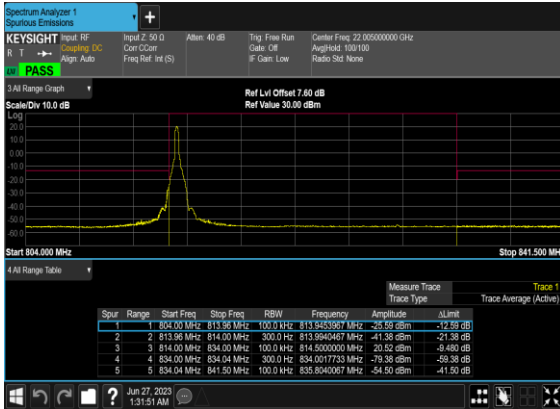 Spectrum Analyzer 1
Spurious Emissions
KEYSIGHT
R T
PASS
Input: RF
Coupling: DC
Align: Auto
Input Z: 50 Ω
Corr CCorr
Freq Ref: Int (S)
Atten: 40 dB
Trig: Free Run
Gate: Off
IF Gain: Low
Center Freq: 22.005000000 GHz
Avg|Hold: 100/100
Radio Std: None
3 All Range Graph
Scale/Div 10.0 dB
Ref Lvl Offset 7.60 dB
Ref Value 30.00 dBm
Log
20.0
10.0
0.00
-10.0
-20.0
-30.0
-40.0
-50.0
-60.0
Start 804.000 MHz
Stop 841.500 MH
4 All Range Table
Measure Trace Trace 1
Trace Type Trace Average (Active)
Spur Range Start Freq Stop Freq RBW Frequency Amplitude ΔLimit
1 1 804.00 MHz 813.96 MHz 100.0 kHz 813.9453967 MHz -25.59 dBm -12.59 dB
2 2 813.96 MHz 814.00 MHz 300.0 Hz 813.9940467 MHz -41.38 dBm -21.38 dB
3 3 814.00 MHz 834.00 MHz 100.0 kHz 814.5000000 MHz 20.52 dBm -9.480 dB
4 4 834.00 MHz 834.04 MHz 300.0 Hz 834.0017733 MHz -79.38 dBm -59.38 dB
5 5 834.04 MHz 841.50 MHz 100.0 kHz 835.8040067 MHz -54.50 dBm -41.50 dB
Jun 27, 2023
1:31:51 AM